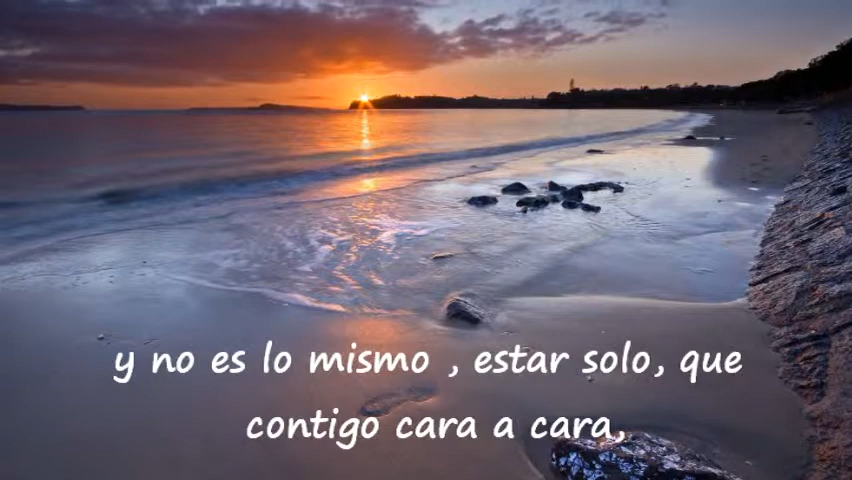 y no es lo mismo , estar solo, que
contigo cara a cara,